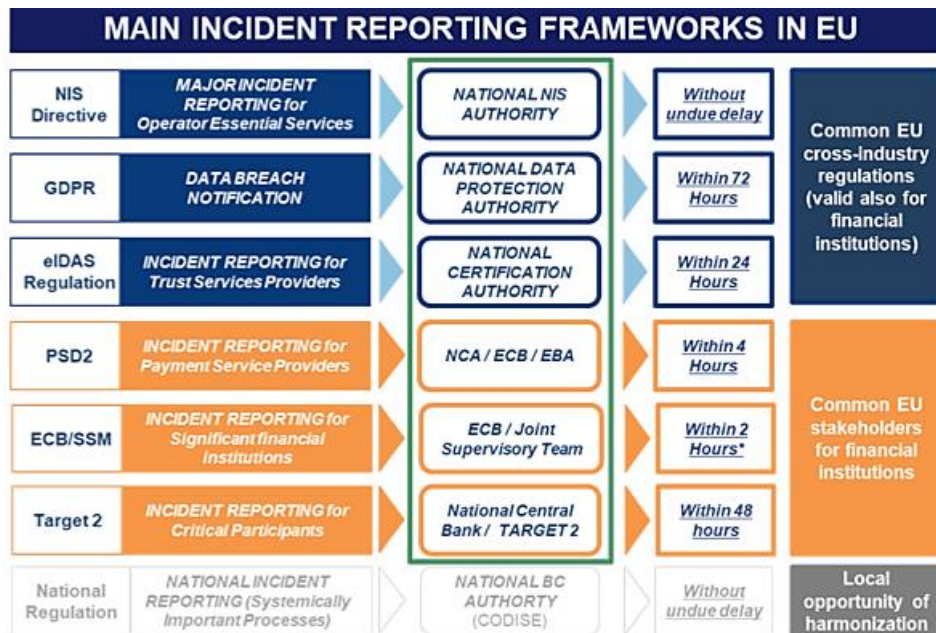 MAIN INCIDENT REPORTING FRAMEWORKS IN EU
NIS
Directive
MAJOR INCIDENT
REPORTING for
Operator Essential Services
NATIONAL NIS
AUTHORITY
Without
undue delay
GDPR
DATA BREACH
NOTIFICATION
NATIONAL DATA
PROTECTION
AUTHORITY
Within 72
Hours
eIDAS
Regulation
INCIDENT REPORTING for
Trust Services Providers
NATIONAL
CERTIFICATION
AUTHORITY
Within 24
Hours
Common EU
cross-industry
regulations
(valid also for
financial
institutions)
PSD2
INCIDENT REPORTING for
Payment Service Providers
NCA / ECB / EBA
Within 4
Hours
ECB/SSM
INCIDENT REPORTING for
Significant financial
Institutions
ECB / Joint
Supervisory Team
Within 2
Hours*
Target 2
INCIDENT REPORTING for
Critical Participants
National Central
Bank / TARGET 2
Within 48
hours
Common EU
stakeholders
for financial
institutions
National
Regulation
NATIONAL INCIDENT
REPORTING (Systemically
Important Processes)
NATIONAL BC
AUTHORTY
(CODISE)
Without
undue delay
Local
opportunity of
harmonization